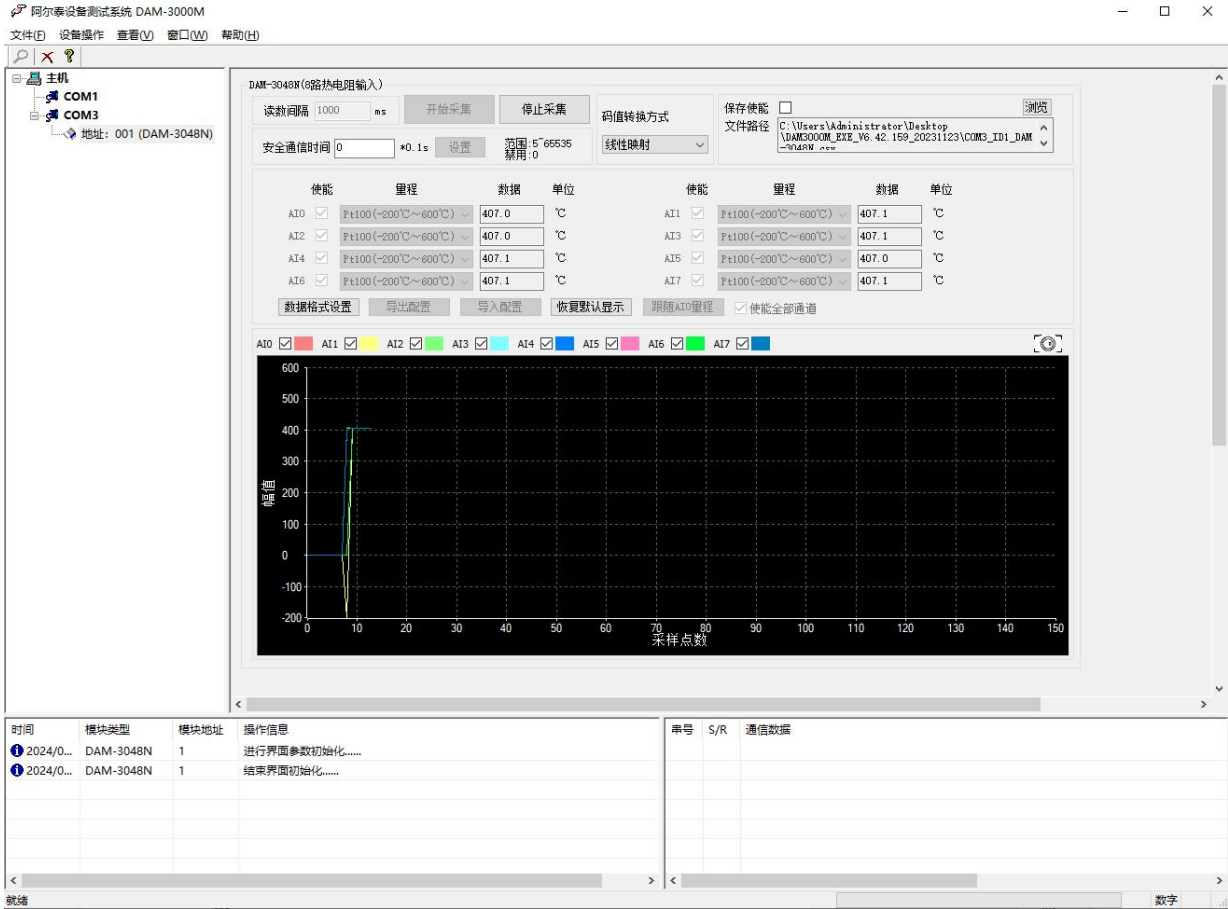 阿尔泰设备测试系统 DAM-3000M
文件(F) 设备操作 查看(V) 窗口(W) 帮助(H)
主机
COM1
COM3
地址：001 (DAM-3048N)
DAM-3048N(8路热电阻输入)
读数间隔 1000 ms 开始采集 停止采集
安全通信时间 0 *0.1s 设置 范围:5~65535
禁用:0
码值转换方式
线性映射
保存使能 浏览
文件路径 C:\Users\Administrator\Desktop
\DAM3000M_EXE_V6.42.159_20231123\COM3_ID1_DAM
-3048N.csv
使能 量程 数据 单位 使能 量程 数据 单位
AI0 Pt100(-200℃~600℃) 407.0 ℃ AI1 Pt100(-200℃~600℃) 407.1 ℃
AI2 Pt100(-200℃~600℃) 407.0 ℃ AI3 Pt100(-200℃~600℃) 407.1 ℃
AI4 Pt100(-200℃~600℃) 407.1 ℃ AI5 Pt100(-200℃~600℃) 407.0 ℃
AI6 Pt100(-200℃~600℃) 407.1 ℃ AI7 Pt100(-200℃~600℃) 407.1 ℃
数据格式设置 导出配置 导入配置 恢复默认显示 跟随AI0量程 使能全部通道
AI0 AI1 AI2 AI3 AI4 AI5 AI6 AI7
600
500
400
300
200
100
0
-100
-200
幅值
0 10 20 30 40 50 60 70 80 90 100 110 120 130 140 150
采样点数
时间 模块类型 模块地址 操作信息
2024/0... DAM-3048N 1 进行界面参数初始化......
2024/0... DAM-3048N 1 结束界面初始化......
串号 S/R 通信数据
就绪 数字